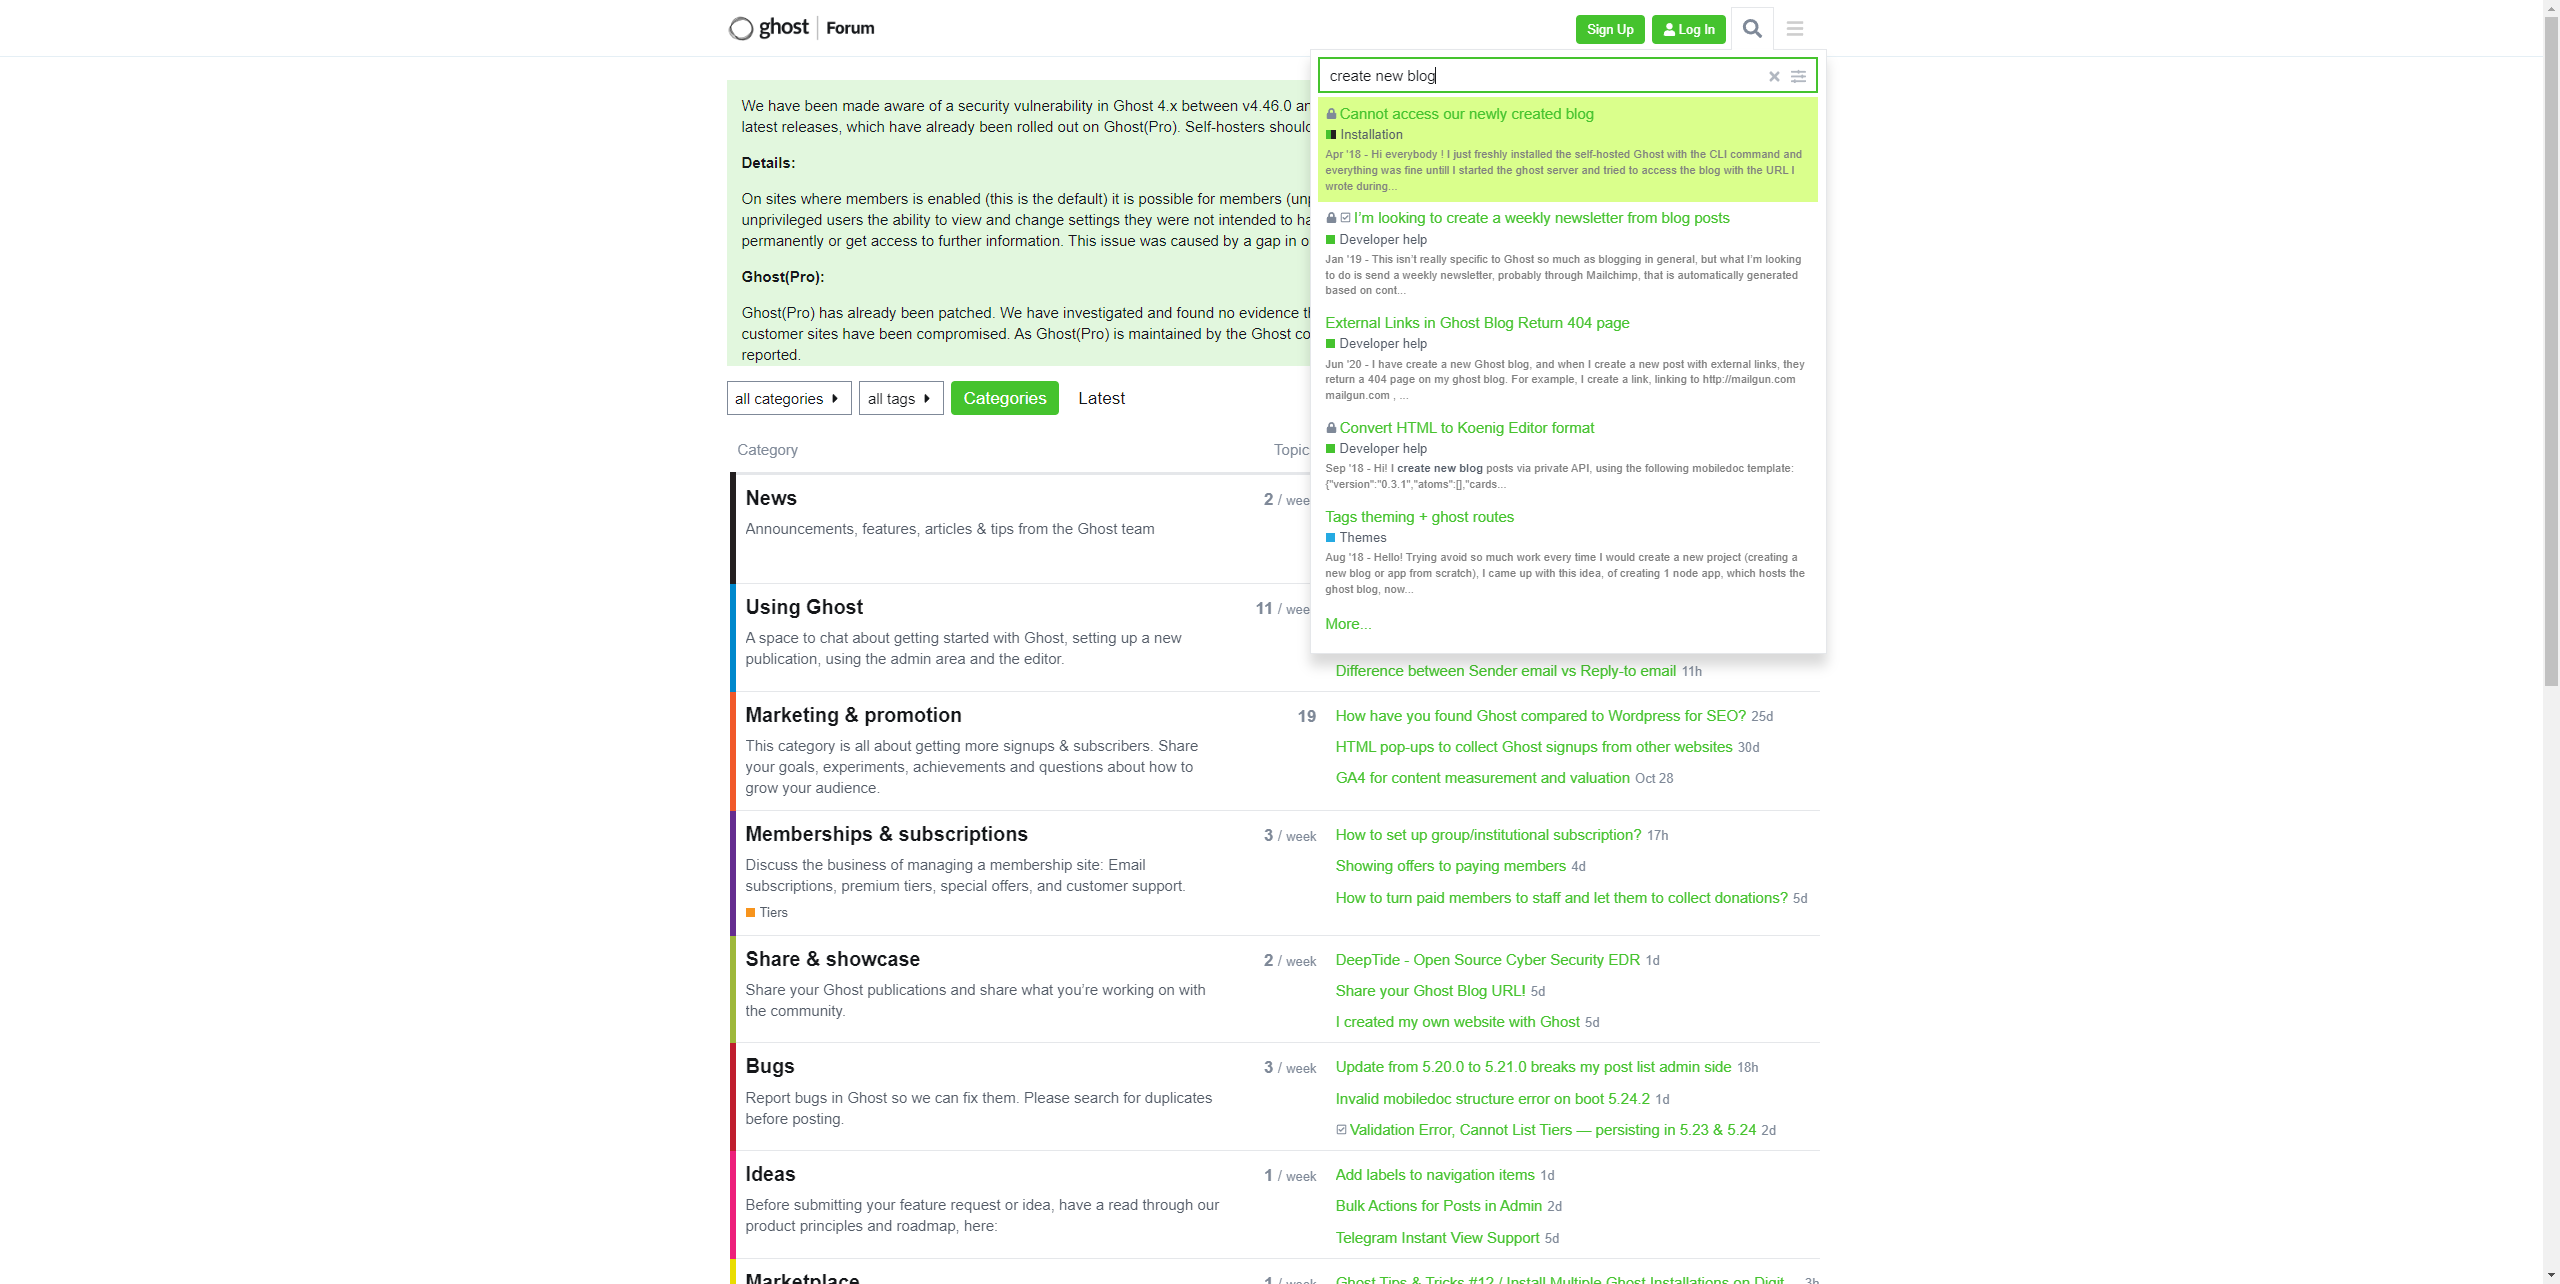 ghost Forum
Sign Up
Log In
create new blog
Cannot access our newly created blog
Installation
Apr '18 - Hi everybody ! I just freshly installed the self-hosted Ghost with the CLI command and
everything was fine untill I started the ghost server and tried to access the blog with the URL I
wrote during...
I'm looking to create a weekly newsletter from blog posts
Developer help
Jan '19 - This isn't really specific to Ghost so much as blogging in general, but what I'm looking
to do is send a weekly newsletter, probably through Mailchimp, that is automatically generated
based on cont...
External Links in Ghost Blog Return 404 page
Developer help
Jun '20 - I have create a new Ghost blog, and when I create a new post with external links, they
return a 404 page on my ghost blog. For example, I create a link, linking to http://mailgun.com
mailgun.com , ...
Convert HTML to Koenig Editor format
Developer help
Sep '18 - Hi! I create new blog posts via private API, using the following mobiledoc template:
{"version":"0.3.1","atoms":[],"cards...
Tags theming + ghost routes
Themes
Aug '18 - Hello! Trying avoid so much work every time I would create a new project (creating a
new blog or app from scratch), I came up with this idea, of creating 1 node app, which hosts the
ghost blog, now...
More...
We have been made aware of a security vulnerability in Ghost 4.x between v4.46.0
latest releases, which have already been rolled out on Ghost(Pro). Self-hosters
Details:
On sites where members is enabled (this is the default) it is possible for members
unprivileged users the ability to view and change settings they were not intended to
permanently or get access to further information. This issue was caused by a gap in
Ghost(Pro):
Ghost(Pro) has already been patched. We have investigated and found no evidence
customer sites have been compromised. As Ghost(Pro) is maintained by the Ghost
reported.
all categories
all tags
Categories
Latest
Category
Topic
News
2 / wee
Announcements, features, articles & tips from the Ghost team
Using Ghost
11 / wee
A space to chat about getting started with Ghost, setting up a new
publication, using the admin area and the editor.
Difference between Sender email vs Reply-to email 11h
Marketing & promotion
19
This category is all about getting more signups & subscribers. Share
your goals, experiments, achievements and questions about how to
grow your audience.
How have you found Ghost compared to Wordpress for SEO? 25d
HTML pop-ups to collect Ghost signups from other websites 30d
GA4 for content measurement and valuation Oct 28
Memberships & subscriptions
3 / week
Discuss the business of managing a membership site: Email
subscriptions, premium tiers, special offers, and customer support.
Tiers
How to set up group/institutional subscription? 17h
Showing offers to paying members 4d
How to turn paid members to staff and let them to collect donations? 5d
Share & showcase
2 / week
Share your Ghost publications and share what you're working on with
the community.
DeepTide - Open Source Cyber Security EDR 1d
Share your Ghost Blog URL! 5d
I created my own website with Ghost 5d
Bugs
3 / week
Report bugs in Ghost so we can fix them. Please search for duplicates
before posting.
Update from 5.20.0 to 5.21.0 breaks my post list admin side 18h
Invalid mobiledoc structure error on boot 5.24.2 1d
Validation Error, Cannot List Tiers — persisting in 5.23 & 5.24 2d
Ideas
1 / week
Before submitting your feature request or idea, have a read through our
product principles and roadmap, here:
Add labels to navigation items 1d
Bulk Actions for Posts in Admin 2d
Telegram Instant View Support 5d
Marketplace
1 / week
Ghost Tips & Tricks #12 / Install Multiple Ghost Installations on Digit... 3h